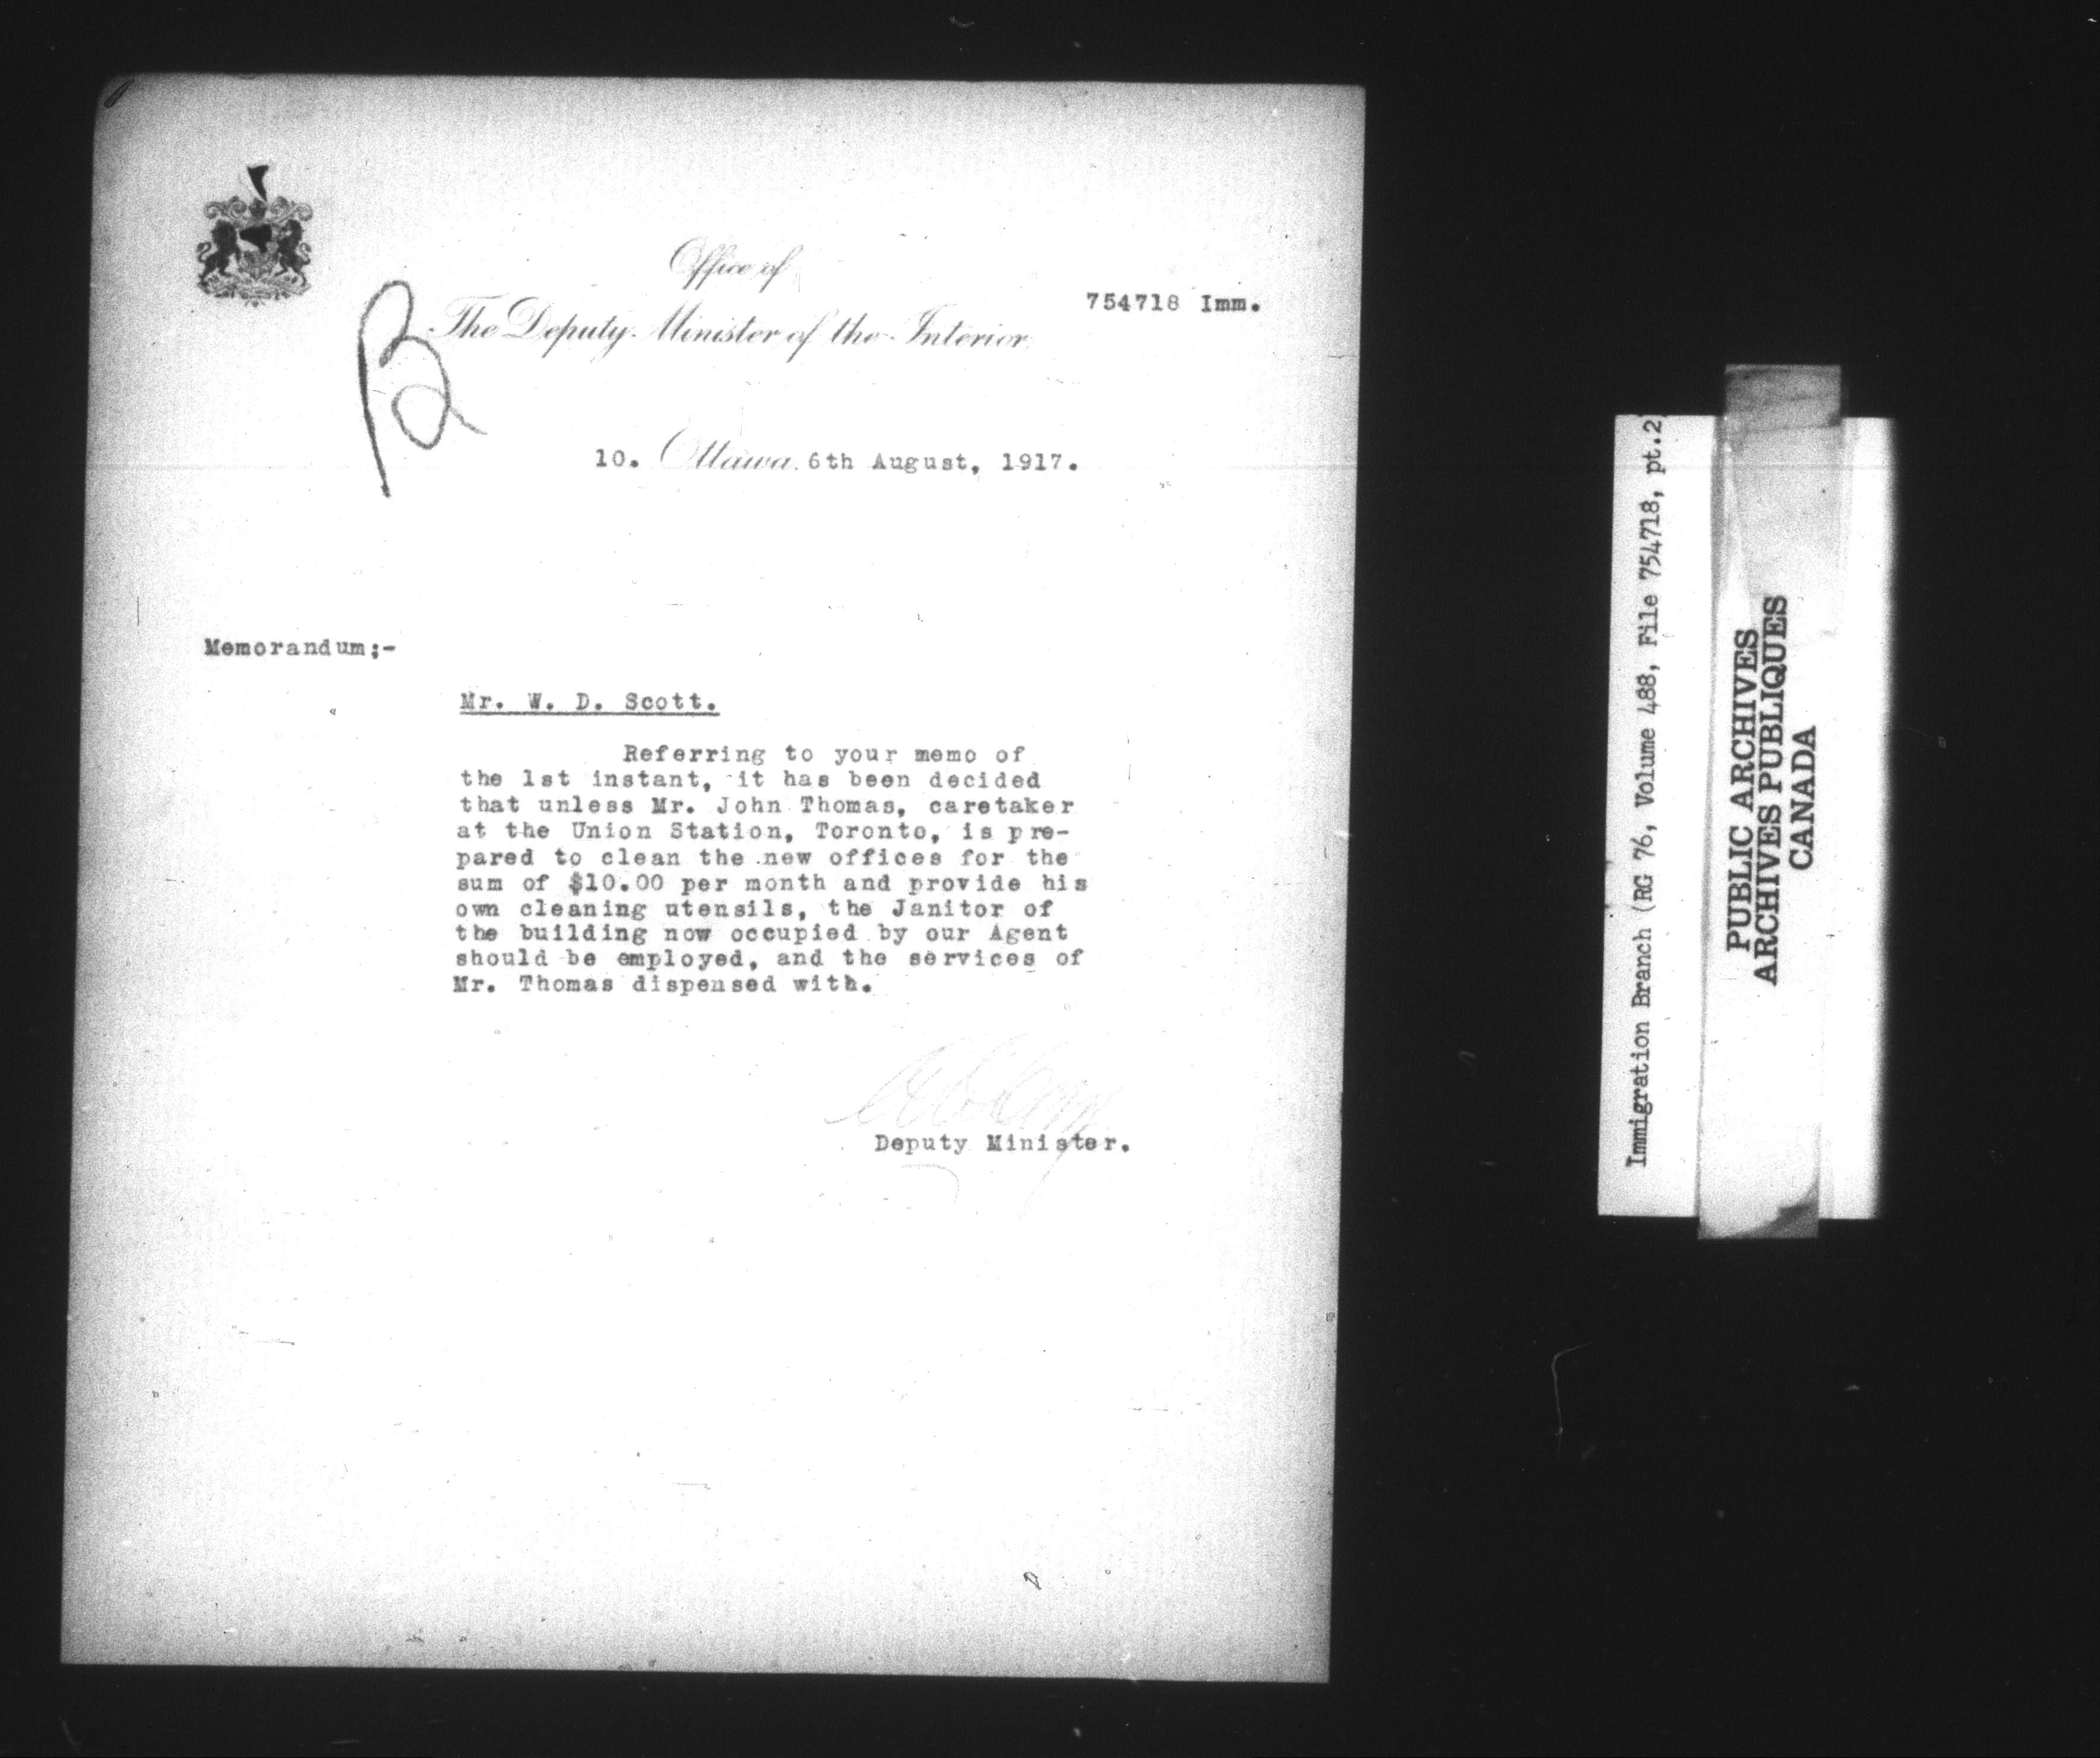 Office of
The Deputy Minister of the Interior
754718 Imm.
B
10. Ottawa. 6th August, 1917.
Memorandum;-
Mr. W. D. Scott.
Referring to your memo of
the 1st instant, it has been decided
that unless Mr. John Thomas, caretaker
at the Union Station, Toronto, is pre-
pared to clean the new offices for the
sum of $10.00 per month and provide his
own cleaning utensils, the Janitor of
the building now occupied by our Agent
should be employed, and the services of
Mr. Thomas dispensed with.
Deputy Minister.
Immigration Branch (RG 76, Volume 488, File 754718, pt.2
PUBLIC ARCHIVES
ARCHIVES PUBLIQUES
CANADA